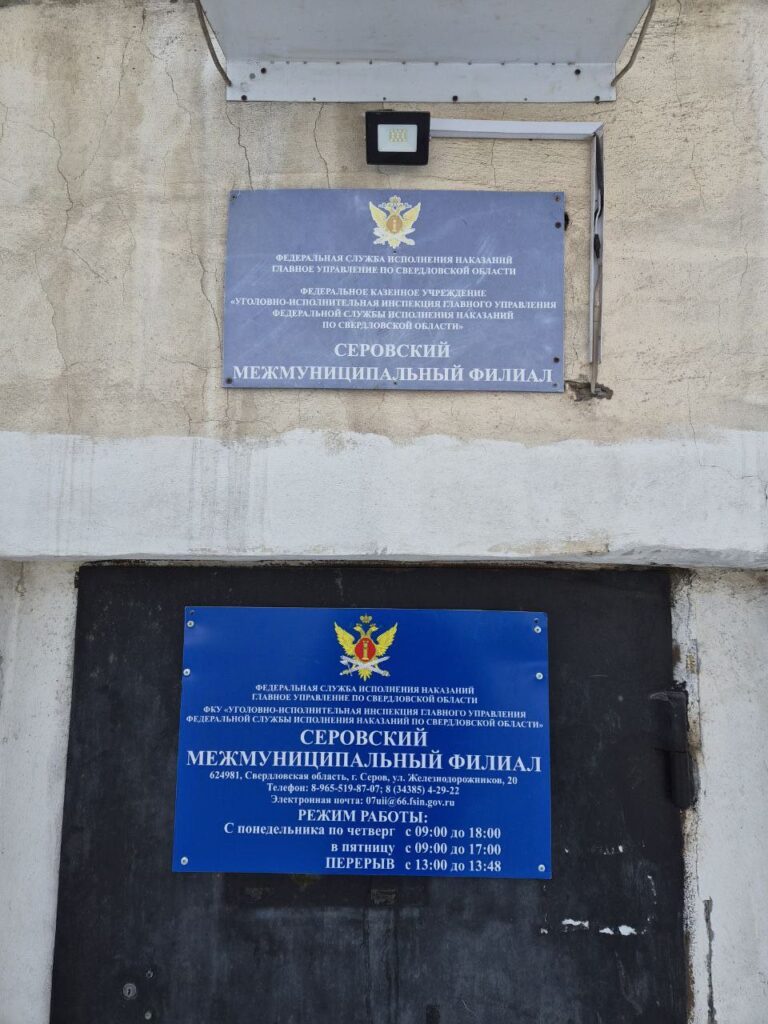 ФЕДЕРАЛЬНАЯ СЛУЖБА ИСПОЛНЕНИЯ НАКАЗАНИЙ
ГЛАВНОЕ УПРАВЛЕНИЕ ПО СВЕРДЛОВСКОЙ ОБЛАСТИ
ФЕДЕРАЛЬНОЕ КАЗЕННОЕ УЧРЕЖДЕНИЕ
"УГОЛОВНО-ИСПОЛНИТЕЛЬНАЯ ИНСПЕКЦИЯ ГЛАВНОГО УПРАВЛЕНИЯ
ФЕДЕРАЛЬНОЙ СЛУЖБЫ ИСПОЛНЕНИЯ НАКАЗАНИЙ
ПО СВЕРДЛОВСКОЙ ОБЛАСТИ»
СЕРОВСКИЙ
МЕЖМУНИЦИПАЛЬНЫЙ ФИЛИАЛ
ФЕДЕРАЛЬНАЯ СЛУЖБА ИСПОЛНЕНИЯ НАКАЗАНИЙ
ГЛАВНОЕ УПРАВЛЕНИЕ ПО СВЕРДЛОВСКОЙ ОБЛАСТИ
ФКУ «УГОЛОВНО-ИСПОЛНИТЕЛЬНАЯ ИНСПЕКЦИЯ ГЛАВНОГО УПРАВЛЕНИЯ
ФЕДЕРАЛЬНОЙ СЛУЖБЫ ИСПОЛНЕНИЯ НАКАЗАНИЙ ПО СВЕРДЛОВСКОЙ ОБЛАСТИ»
СЕРОВСКИЙ
МЕЖМУНИЦИПАЛЬНЫЙ ФИЛИАЛ
624981, Свердловская область, г. Серов, ул. Железнодорожников, 20
Телефон: 8-965-519-87-07; 8 (34385) 4-29-22
Электронная почта: 07uii@66.fsin.gov.ru
РЕЖИМ РАБОТЫ:
С понедельника по четверг с 09:00 до 18:00
в пятницу с 09:00 до 17:00
ПЕРЕРЫВ с 13:00 до 13:48